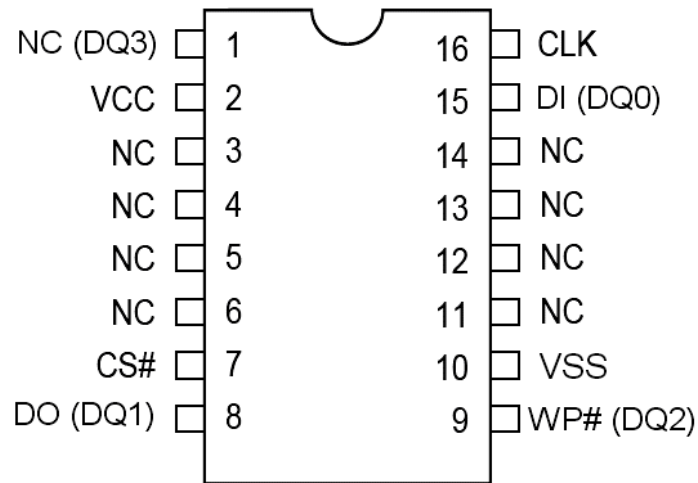 NC (DQ3) 1 16 CLK
VCC 2 15 DI (DQ0)
NC 3 14 NC
NC 4 13 NC
NC 5 12 NC
NC 6 11 NC
CS# 7 10 VSS
DO (DQ1) 8 9 WP# (DQ2)